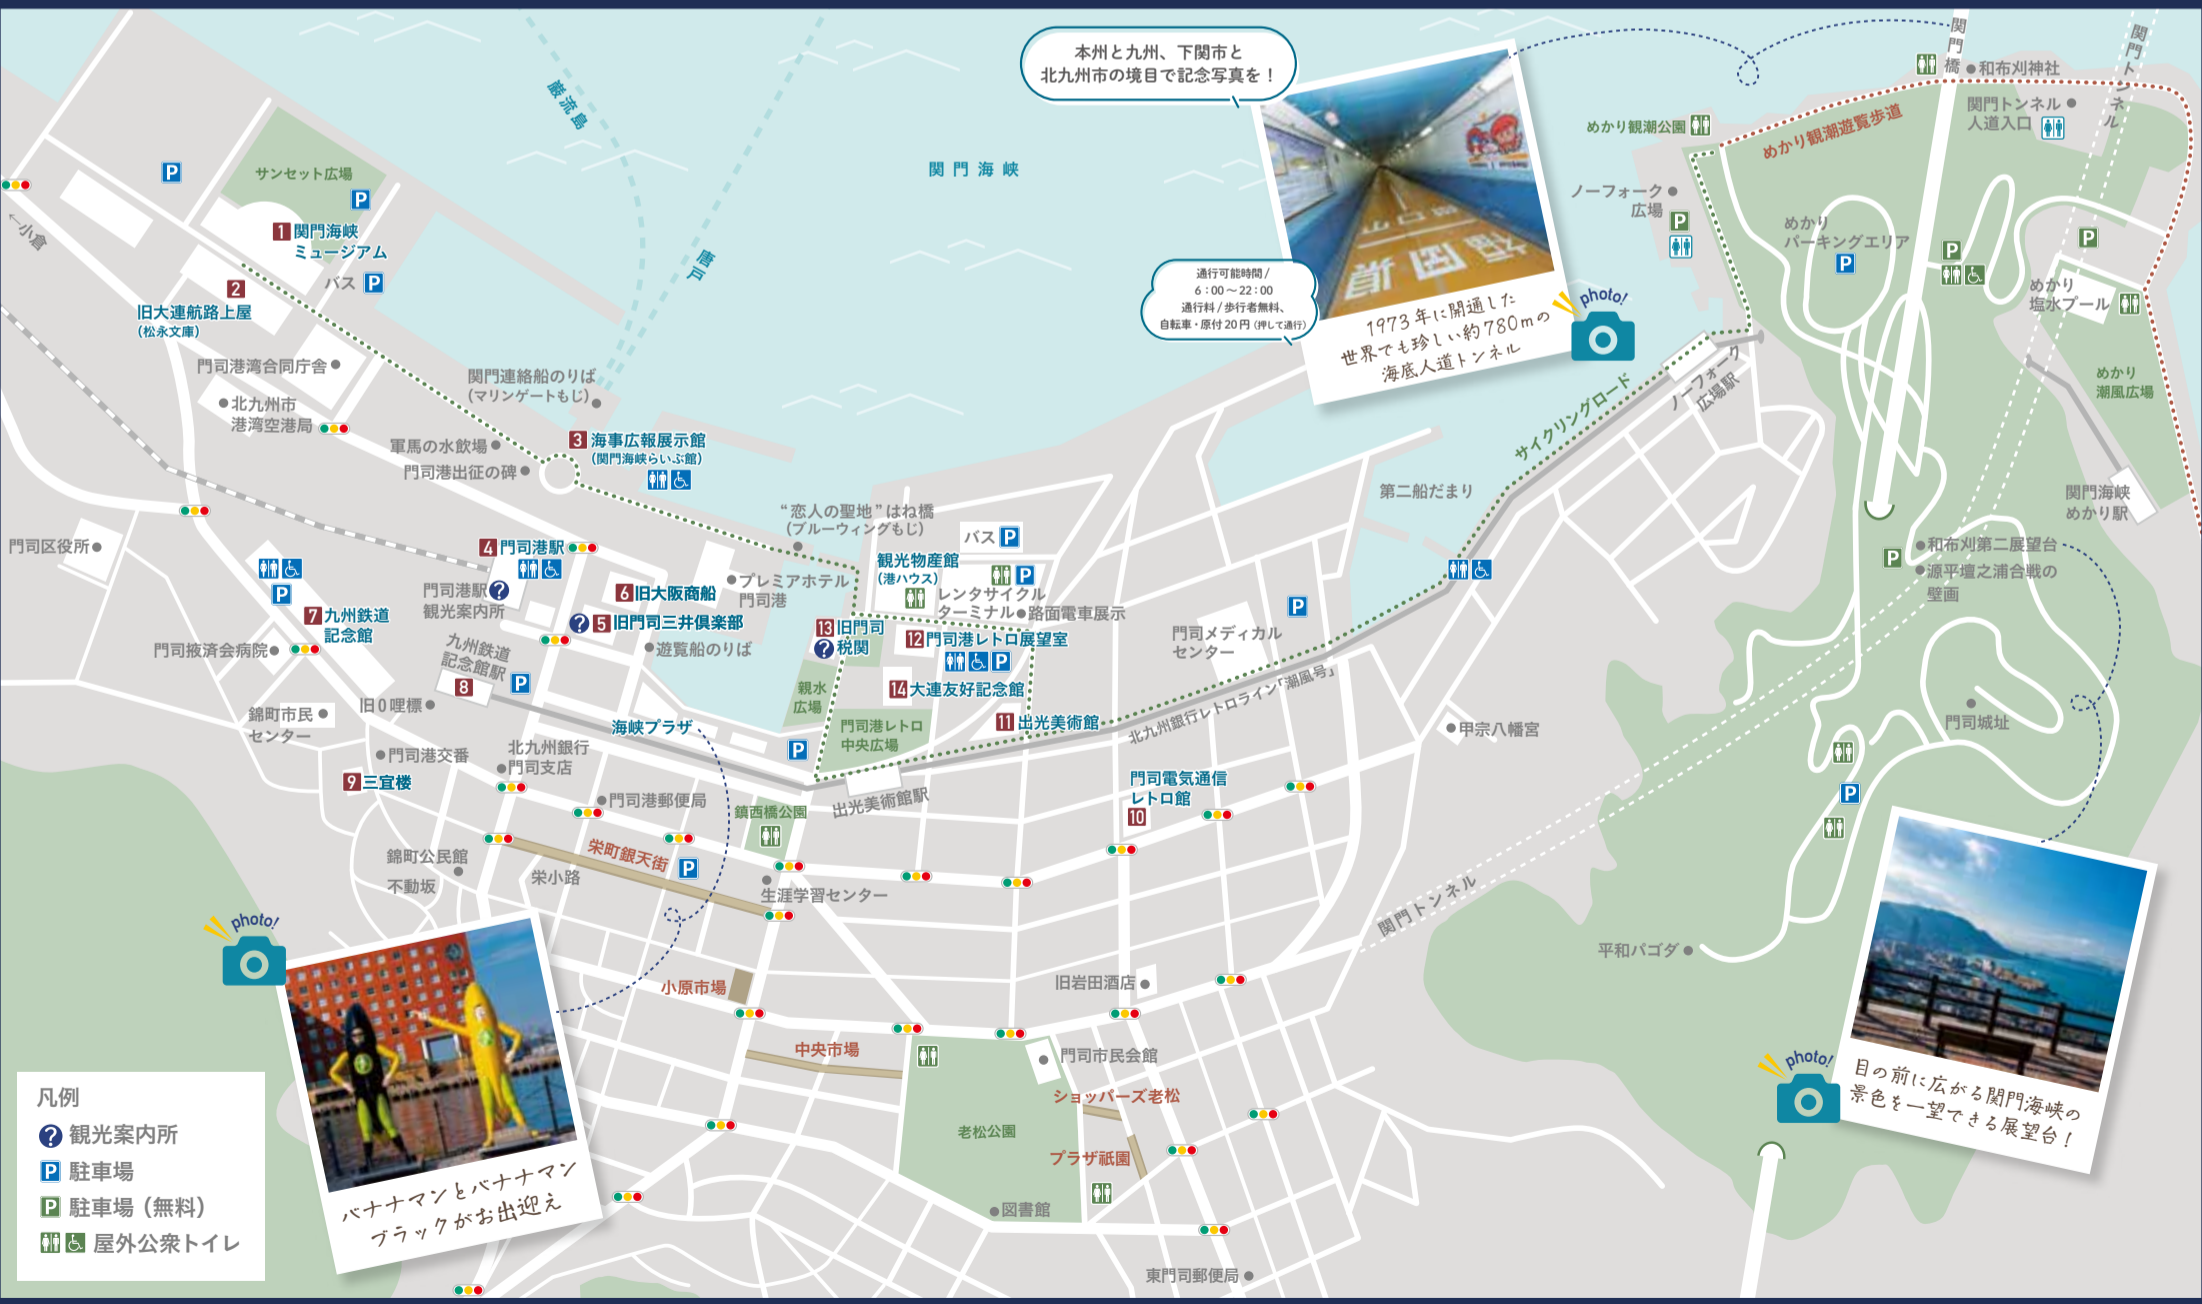 本州と九州、下関市と
北九州市の境目で記念写真を！
通行可能時間/
6：00〜22：00
通行料/歩行者無料、
自転車・原付20円（押して通行）
1973年に開通した
世界でも珍しい約780mの
海底人道トンネル
photo!
関門橋
関門トンネル
和布刈神社
関門トンネル
人道入口
めかり観潮公園
めかり観潮遊覧歩道
ノーフォーク
広場
めかり
パーキングエリア
P
P
P
P
めかり
塩水プール
めかり
潮風広場
関門海峡
めかり駅
巌流島
唐戸
関門海峡
P
サンセット広場
P
1 関門海峡
ミュージアム
バス P
←小倉
2
旧大連航路上屋
（松永文庫）
門司港湾合同庁舎
北九州市
港湾空港局
関門連絡船のりば
（マリンゲートもじ）
軍馬の水飲場
門司港出征の碑
3 海事広報展示館
（関門海峡らいぶ館）
サイクリングロード
ノーフォーク
広場駅
第二船だまり
“恋人の聖地”はね橋
（ブルーウィングもじ）
バス P
観光物産館
（港ハウス）
P
レンタサイクル
ターミナル
路面電車展示
門司区役所
4 門司港駅
門司港駅 ?
観光案内所
P
7 九州鉄道
記念館
6 旧大阪商船
プレミアホテル
門司港
? 5 旧門司三井倶楽部
遊覧船のりば
13 旧門司
? 税関
12 門司港レトロ展望室
P
14 大連友好記念館
11 出光美術館
親水
広場
門司港レトロ
中央広場
門司メディカル
センター
P
北九州銀行レトロライン「潮風号」
甲宗八幡宮
門司掖済会病院
九州鉄道
記念館駅
8
P
旧0哩標
錦町市民
センター
門司港交番
9 三宜楼
北九州銀行
門司支店
海峡プラザ
P
出光美術館駅
門司港郵便局
鎮西橋公園
門司電気通信
レトロ館
10
栄町銀天街
P
錦町公民館
不動坂
栄小路
生涯学習センター
関門トンネル
P
和布刈第二展望台
源平壇之浦合戦の
壁画
門司城址
P
平和パゴダ
photo!
目の前に広がる関門海峡の
景色を一望できる展望台！
photo!
バナナマンとバナナマン
ブラックがお出迎え
小原市場
中央市場
旧岩田酒店
門司市民会館
ショッパーズ老松
老松公園
プラザ祇園
図書館
東門司郵便局
凡例
? 観光案内所
P 駐車場
P 駐車場（無料）
屋外公衆トイレ